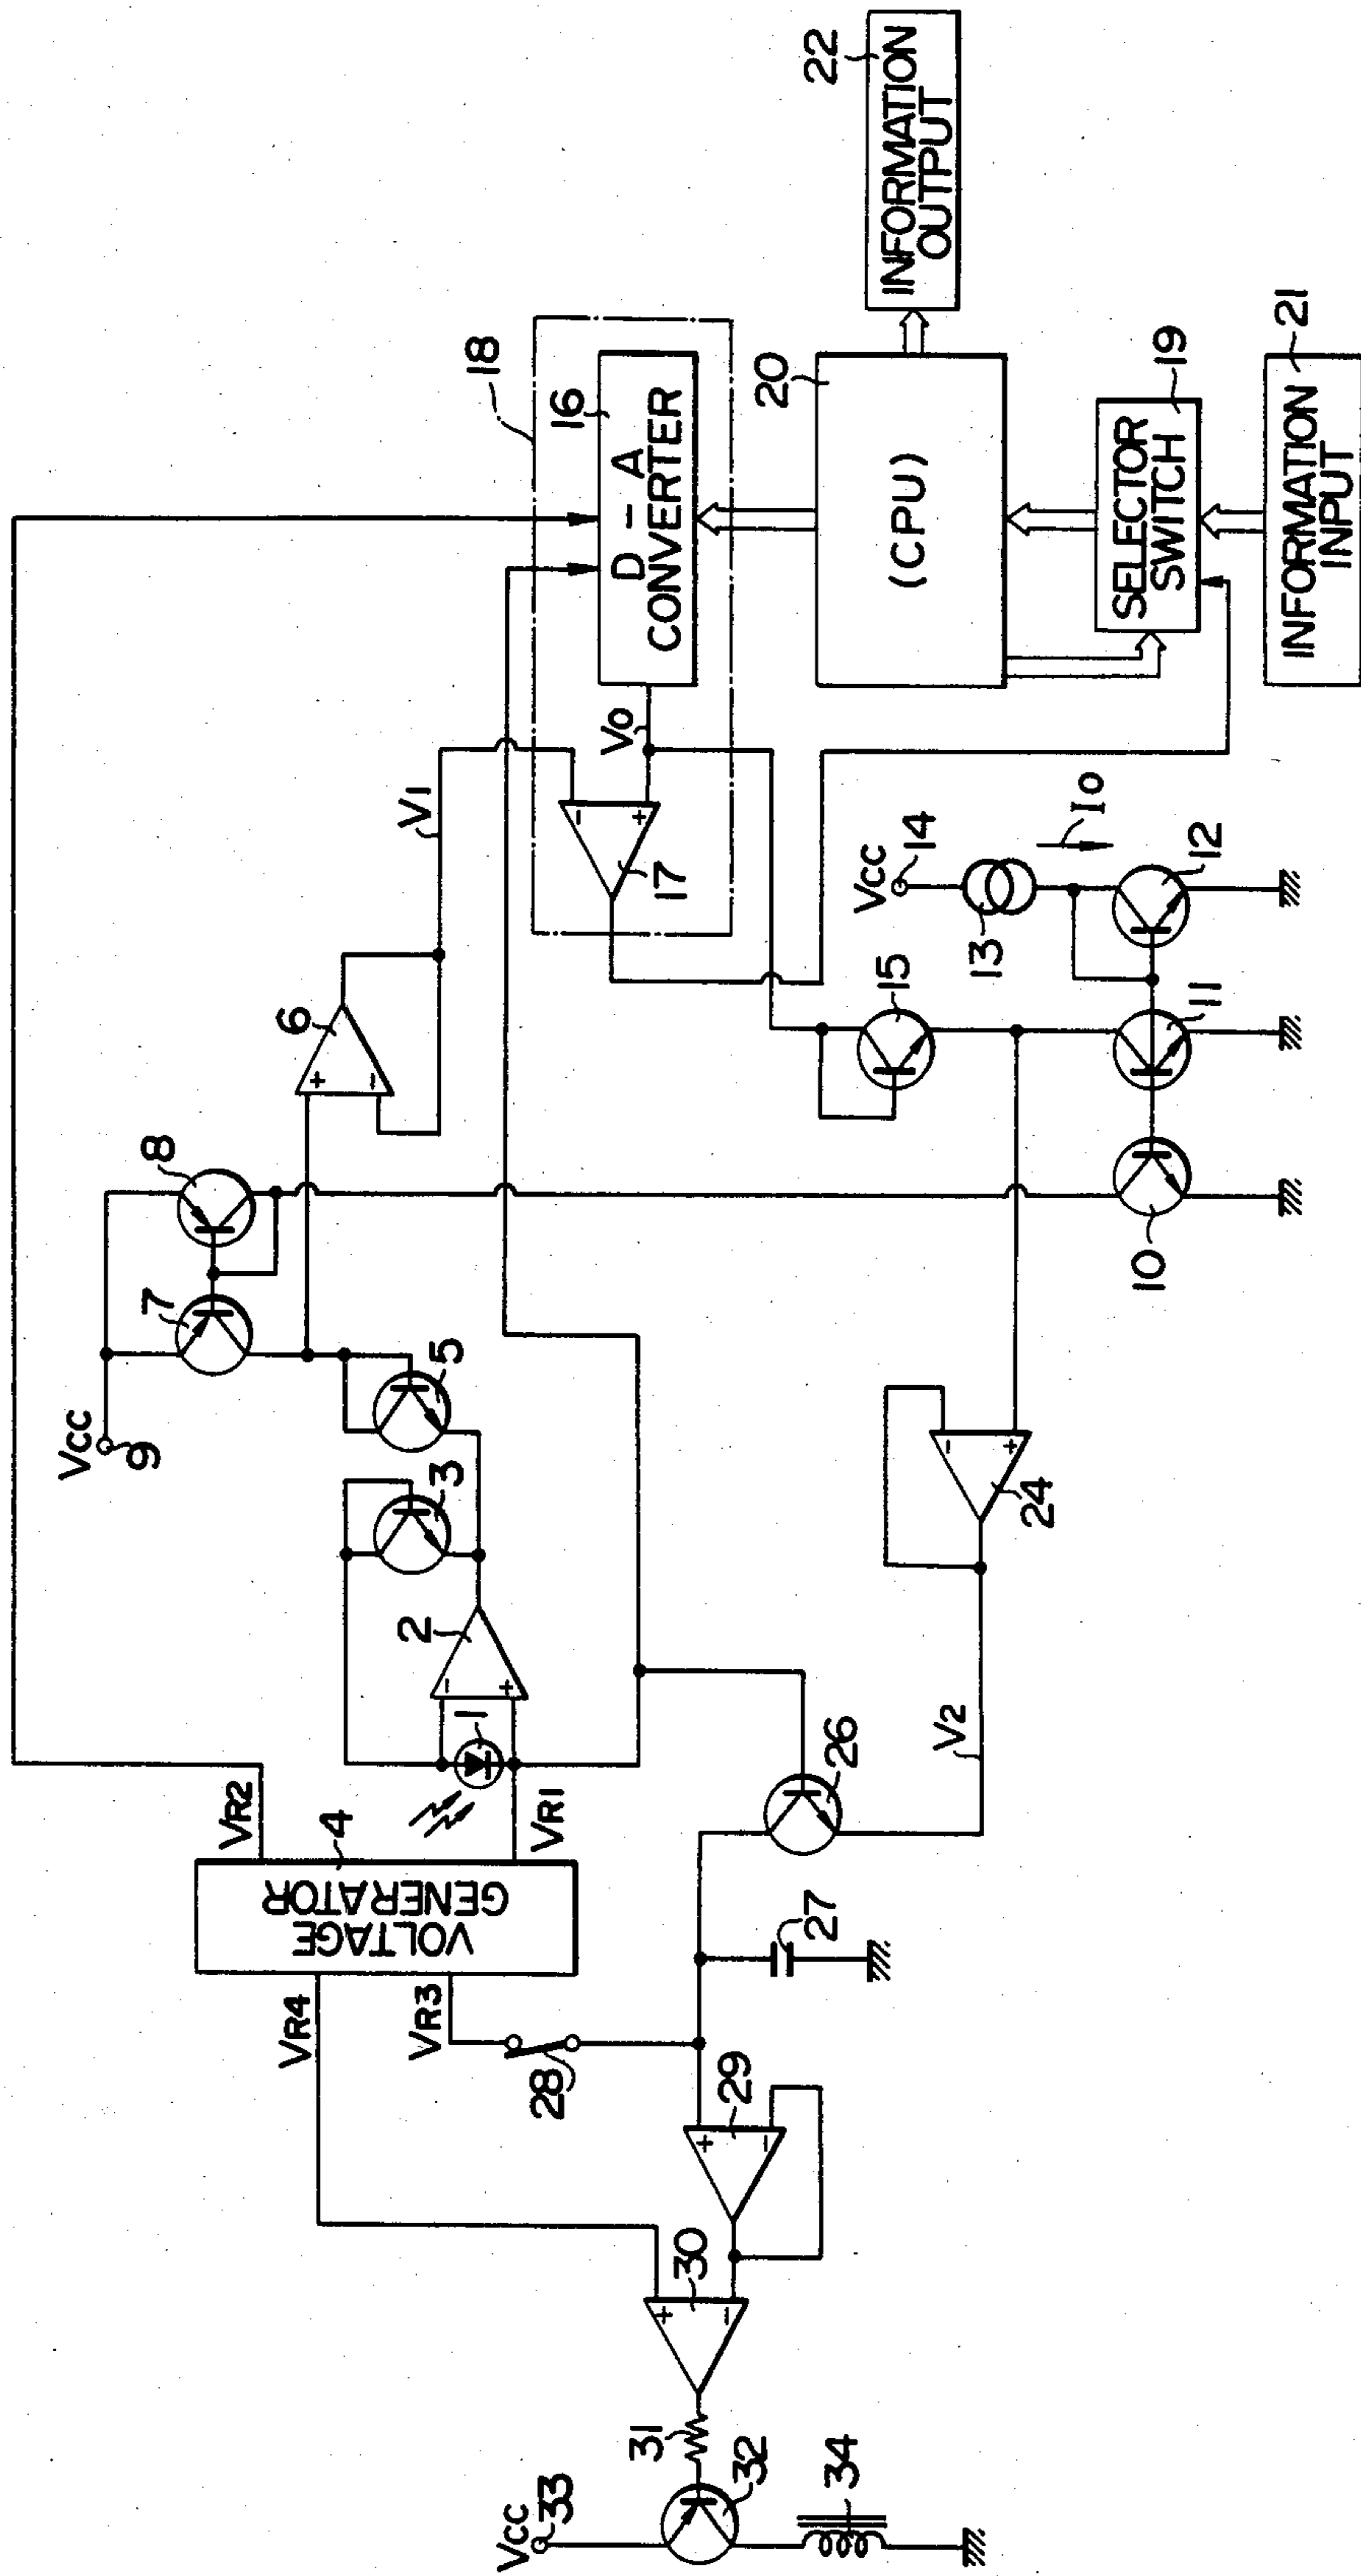 VR2
VR4
VOLTAGE
GENERATOR
4
VR3
VR1
28
1
2
3
5
VCC
9
7
8
6
V1
18
16
D-A
CONVERTER
V0
17
20
(CPU)
22
INFORMATION
OUTPUT
SELECTOR
SWITCH
19
INFORMATION
INPUT
21
VCC
14
13
I0
12
11
10
15
24
V2
26
27
29
30
31
32
VCC
33
34
+
-
+
-
+
-
+
-
+
-
+
-